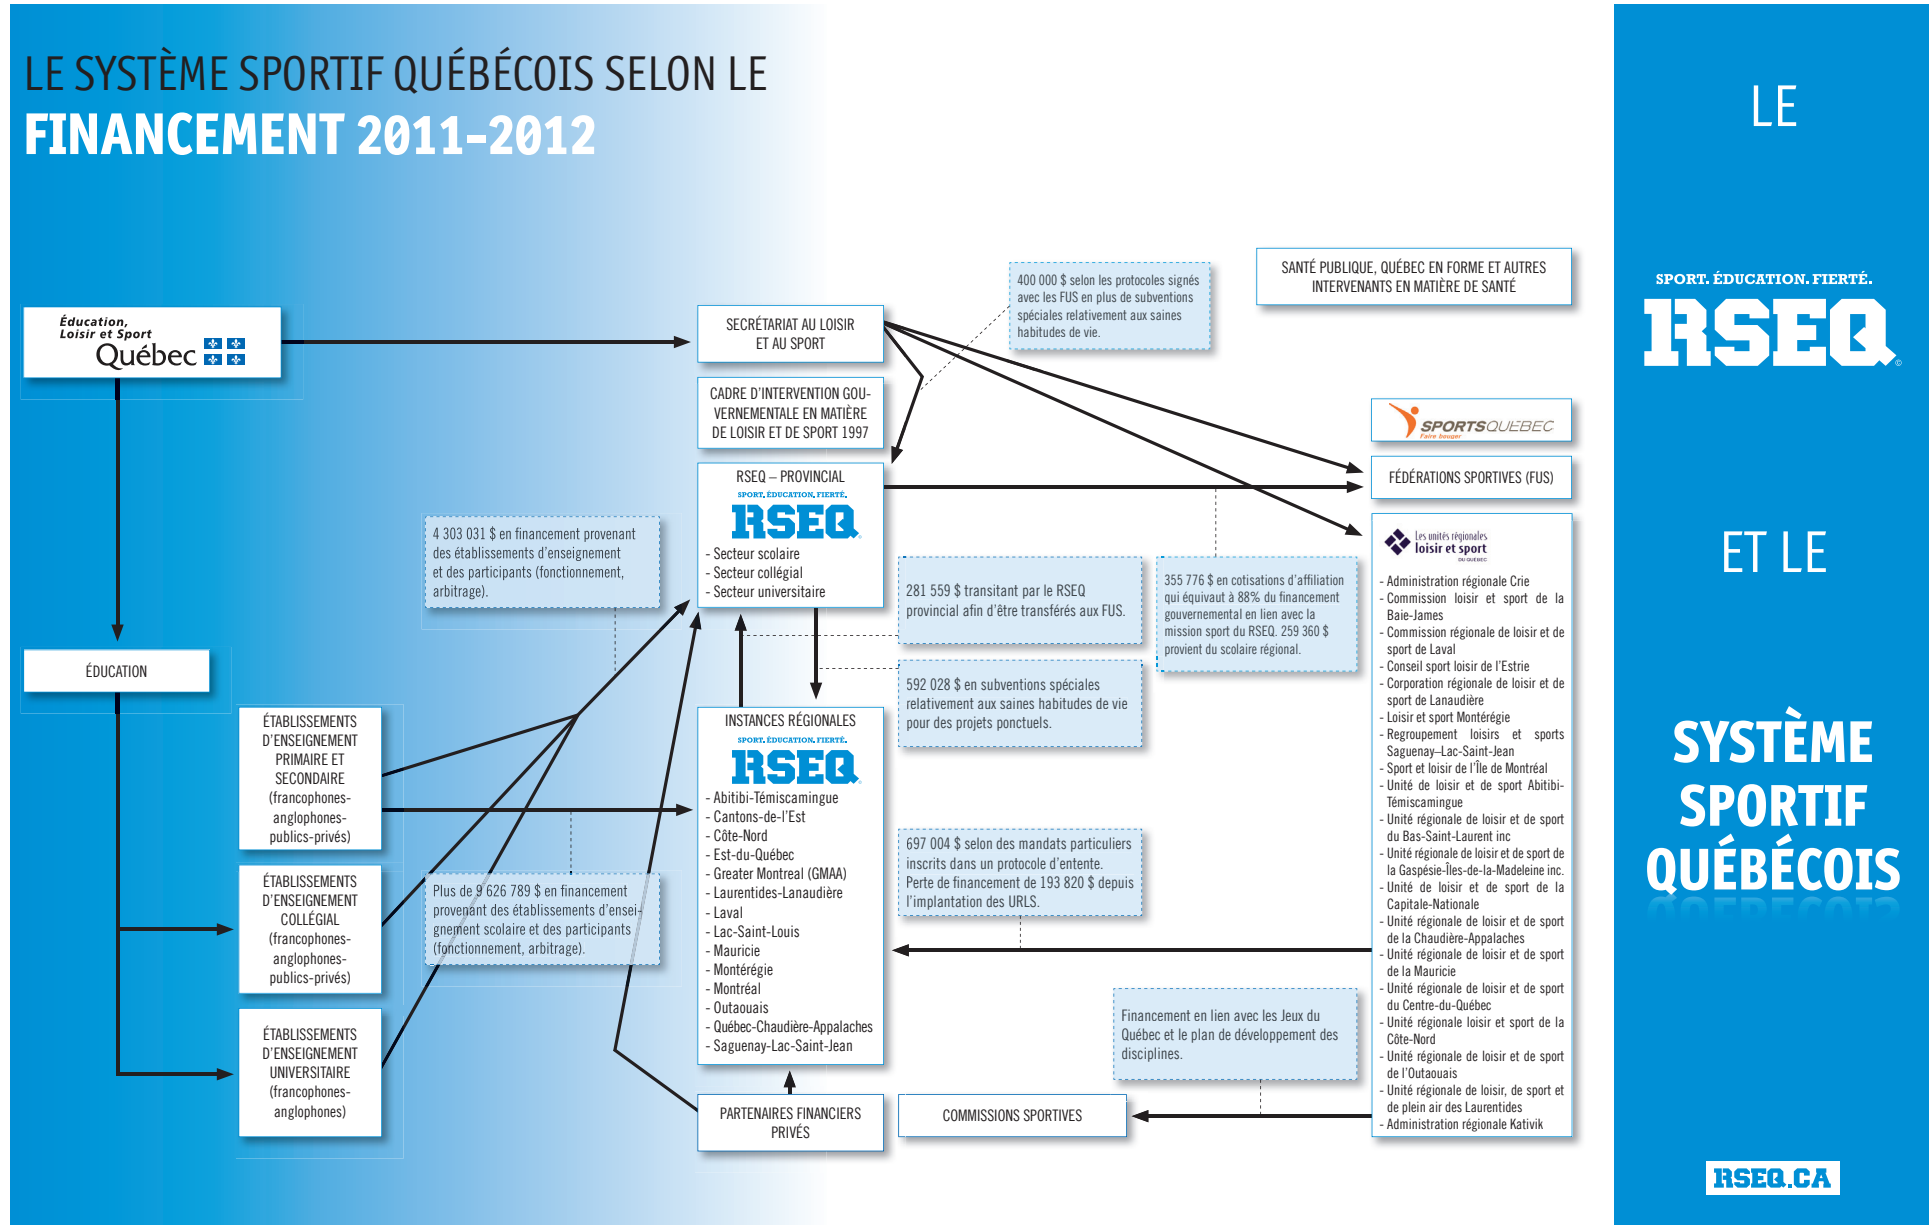 LE SYSTÈME SPORTIF QUÉBÉCOIS SELON LE
FINANCEMENT 2011-2012
Éducation,
Loisir et Sport
Québec
ÉDUCATION
ÉTABLISSEMENTS
D'ENSEIGNEMENT
PRIMAIRE ET
SECONDAIRE
(francophones-
anglophones-
publics-privés)
ÉTABLISSEMENTS
D'ENSEIGNEMENT
COLLÉGIAL
(francophones-
anglophones-
publics-privés)
ÉTABLISSEMENTS
D'ENSEIGNEMENT
UNIVERSITAIRE
(francophones-
anglophones)
4 303 031 $ en financement provenant
des établissements d'enseignement
et des participants (fonctionnement,
arbitrage).
Plus de 9 626 789 $ en financement
provenant des établissements d'ensei-
gnement scolaire et des participants
(fonctionnement, arbitrage).
SECRÉTARIAT AU LOISIR
ET AU SPORT
CADRE D'INTERVENTION GOU-
VERNEMENTALE EN MATIÈRE
DE LOISIR ET DE SPORT 1997
RSEQ – PROVINCIAL
SPORT. ÉDUCATION. FIERTÉ.
RSEQ
- Secteur scolaire
- Secteur collégial
- Secteur universitaire
INSTANCES RÉGIONALES
SPORT. ÉDUCATION. FIERTÉ.
RSEQ
- Abitibi-Témiscamingue
- Cantons-de-l'Est
- Côte-Nord
- Est-du-Québec
- Greater Montreal (GMAA)
- Laurentides-Lanaudière
- Laval
- Lac-Saint-Louis
- Mauricie
- Montérégie
- Montréal
- Outaouais
- Québec-Chaudière-Appalaches
- Saguenay-Lac-Saint-Jean
PARTENAIRES FINANCIERS
PRIVÉS
400 000 $ selon les protocoles signés
avec les FUS en plus de subventions
spéciales relativement aux saines
habitudes de vie.
281 559 $ transitant par le RSEQ
provincial afin d'être transférés aux FUS.
592 028 $ en subventions spéciales
relativement aux saines habitudes de vie
pour des projets ponctuels.
355 776 $ en cotisations d'affiliation
qui équivaut à 88% du financement
gouvernemental en lien avec la
mission sport du RSEQ. 259 360 $
provient du scolaire régional.
697 004 $ selon des mandats particuliers
inscrits dans un protocole d'entente.
Perte de financement de 193 820 $ depuis
l'implantation des URLS.
Financement en lien avec les Jeux du
Québec et le plan de développement des
disciplines.
COMMISSIONS SPORTIVES
SANTÉ PUBLIQUE, QUÉBEC EN FORME ET AUTRES
INTERVENANTS EN MATIÈRE DE SANTÉ
SPORTSQUEBEC
Faire bouger
FÉDÉRATIONS SPORTIVES (FUS)
Les unités régionales
loisir et sport
DU QUÉBEC
- Administration régionale Crie
- Commission loisir et sport de la
Baie-James
- Commission régionale de loisir et de
sport de Laval
- Conseil sport loisir de l'Estrie
- Corporation régionale de loisir et de
sport de Lanaudière
- Loisir et sport Montérégie
- Regroupement loisirs et sports
Saguenay–Lac-Saint-Jean
- Sport et loisir de l'Île de Montréal
- Unité de loisir et de sport Abitibi-
Témiscamingue
- Unité régionale de loisir et de sport
du Bas-Saint-Laurent inc
- Unité régionale de loisir et de sport de
la Gaspésie-Îles-de-la-Madeleine inc.
- Unité de loisir et de sport de la
Capitale-Nationale
- Unité régionale de loisir et de sport
de la Chaudière-Appalaches
- Unité régionale de loisir et de sport
de la Mauricie
- Unité régionale de loisir et de sport
du Centre-du-Québec
- Unité régionale loisir et sport de la
Côte-Nord
- Unité régionale de loisir et de sport
de l'Outaouais
- Unité régionale de loisir, de sport et
de plein air des Laurentides
- Administration régionale Kativik
LE
SPORT. ÉDUCATION. FIERTÉ.
RSEQ
©
ET LE
SYSTÈME
SPORTIF
QUÉBÉCOIS
RSEQ.CA